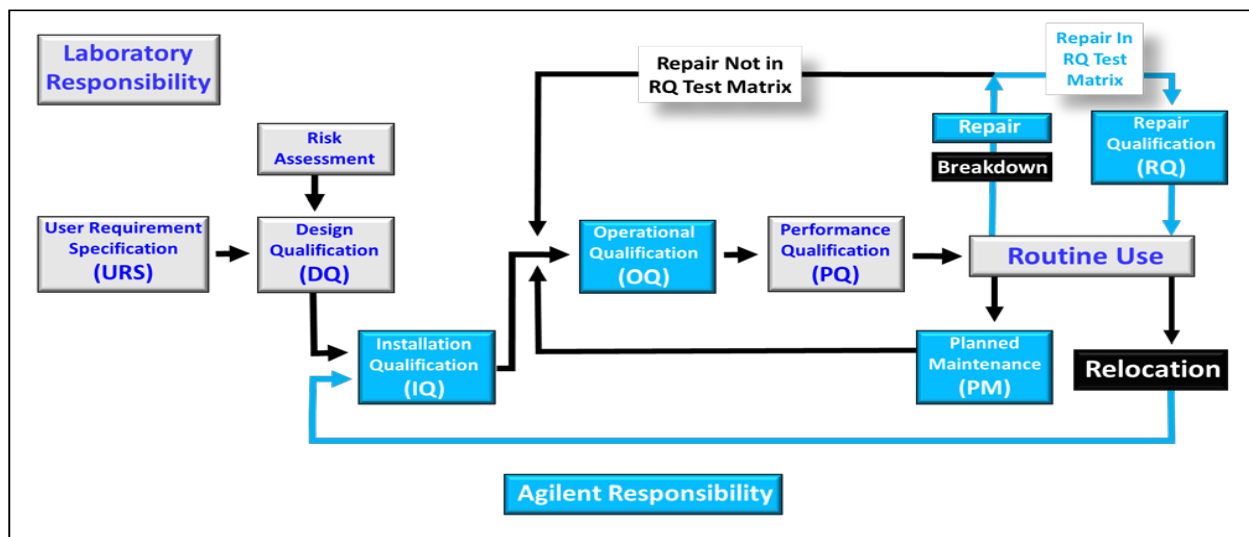 Laboratory
Responsibility
Repair Not in
RQ Test Matrix
Repair In
RQ Test
Matrix
Risk
Assessment
Repair
Breakdown
Repair
Qualification
(RQ)
User Requirement
Specification
(URS)
Design
Qualification
(DQ)
Operational
Qualification
(OQ)
Performance
Qualification
(PQ)
Routine Use
Installation
Qualification
(IQ)
Planned
Maintenance
(PM)
Relocation
Agilent Responsibility